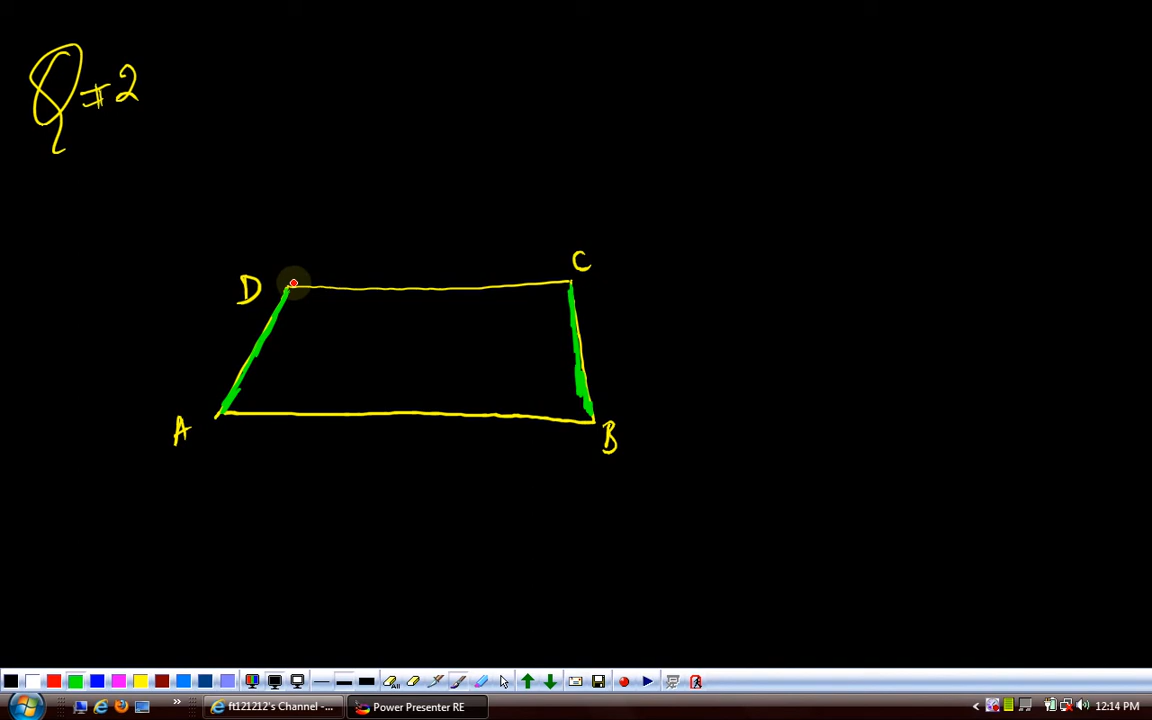 Q#2
C
D
A
B
»
ft121212's Channel -...
Power Presenter RE
<
12:14 PM